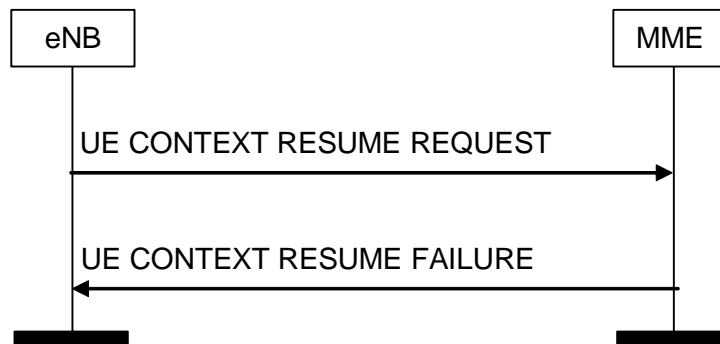 eNB
MME
UE CONTEXT RESUME REQUEST
UE CONTEXT RESUME FAILURE